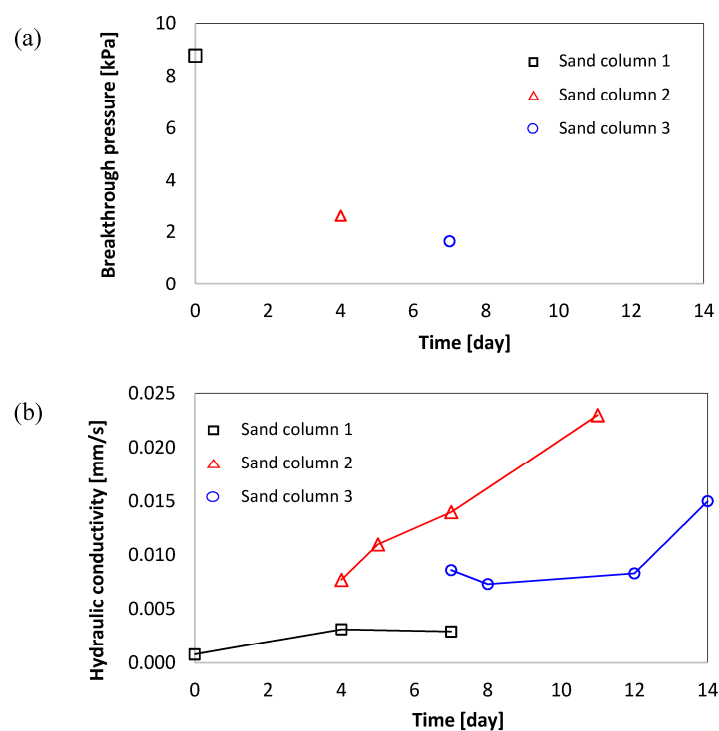 (a)
Breakthrough pressure [kPa]
10
8
6
4
2
0
Sand column 1
Sand column 2
Sand column 3
0 2 4 6 8 10 12 14
Time [day]
(b)
Hydraulic conductivity [mm/s]
0.025
0.020
0.015
0.010
0.005
0.000
Sand column 1
Sand column 2
Sand column 3
0 2 4 6 8 10 12 14
Time [day]